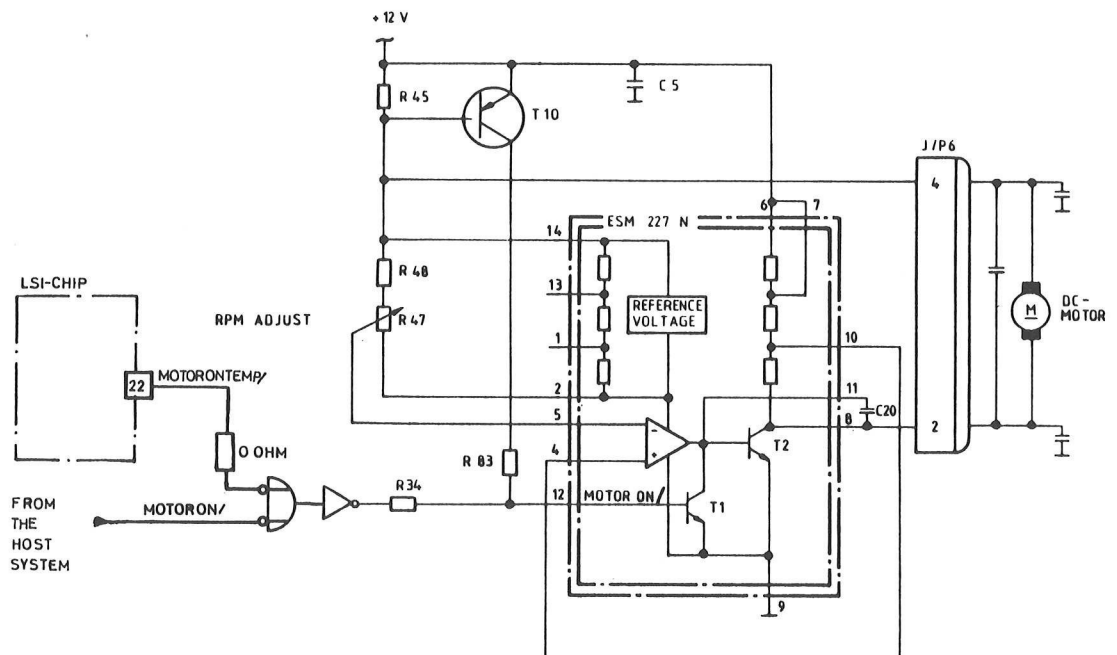 +12 V
R 45
T 10
C 5
J/P6
4
6
7
ESM 227 N
14
LSI-CHIP
R 48
13
REFERENCE
VOLTAGE
M
DC-
MOTOR
RPM ADJUST
R 47
1
10
22
MOTORONTEMP/
2
11
C20
5
8
2
-
+
T2
0 OHM
R 83
4
R34
12
MOTOR ON/
T1
FROM
THE
HOST
SYSTEM
MOTORON/
9